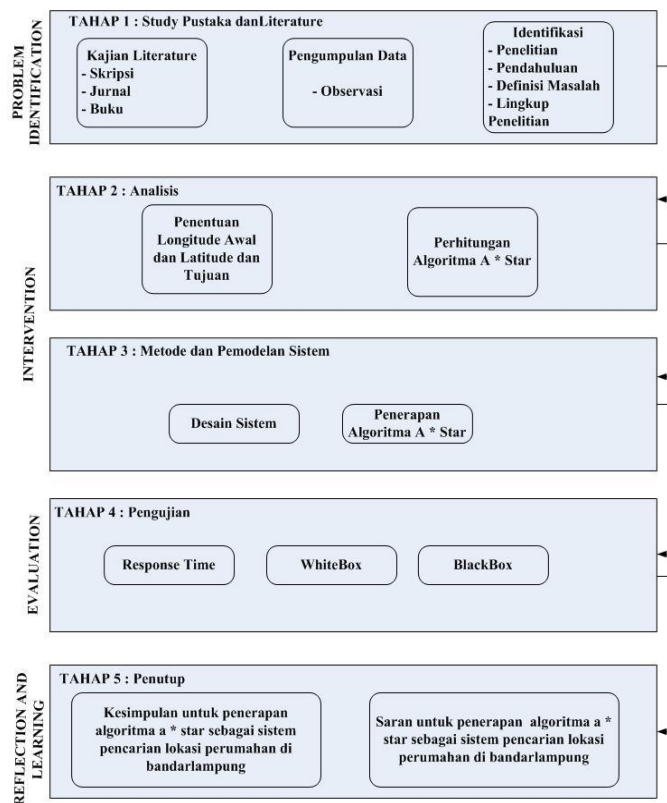 PROBLEM
IDENTIFICATION
TAHAP 1 : Study Pustaka danLiterature
Kajian Literature
- Skripsi
- Jurnal
- Buku
Pengumpulan Data
- Observasi
Identifikasi
- Penelitian
- Pendahuluan
- Definisi Masalah
- Lingkup
Penelitian
INTERVENTION
TAHAP 2 : Analisis
Penentuan
Longitude Awal
dan Latitude dan
Tujuan
Perhitungan
Algoritma A * Star
TAHAP 3 : Metode dan Pemodelan Sistem
Desain Sistem
Penerapan
Algoritma A * Star
EVALUATION
TAHAP 4 : Pengujian
Response Time
WhiteBox
BlackBox
REFLECTION AND
LEARNING
TAHAP 5 : Penutup
Kesimpulan untuk penerapan
algoritma a * star sebagai sistem
pencarian lokasi perumahan di
bandarlampung
Saran untuk penerapan algoritma a *
star sebagai sistem pencarian lokasi
perumahan di bandarlampung